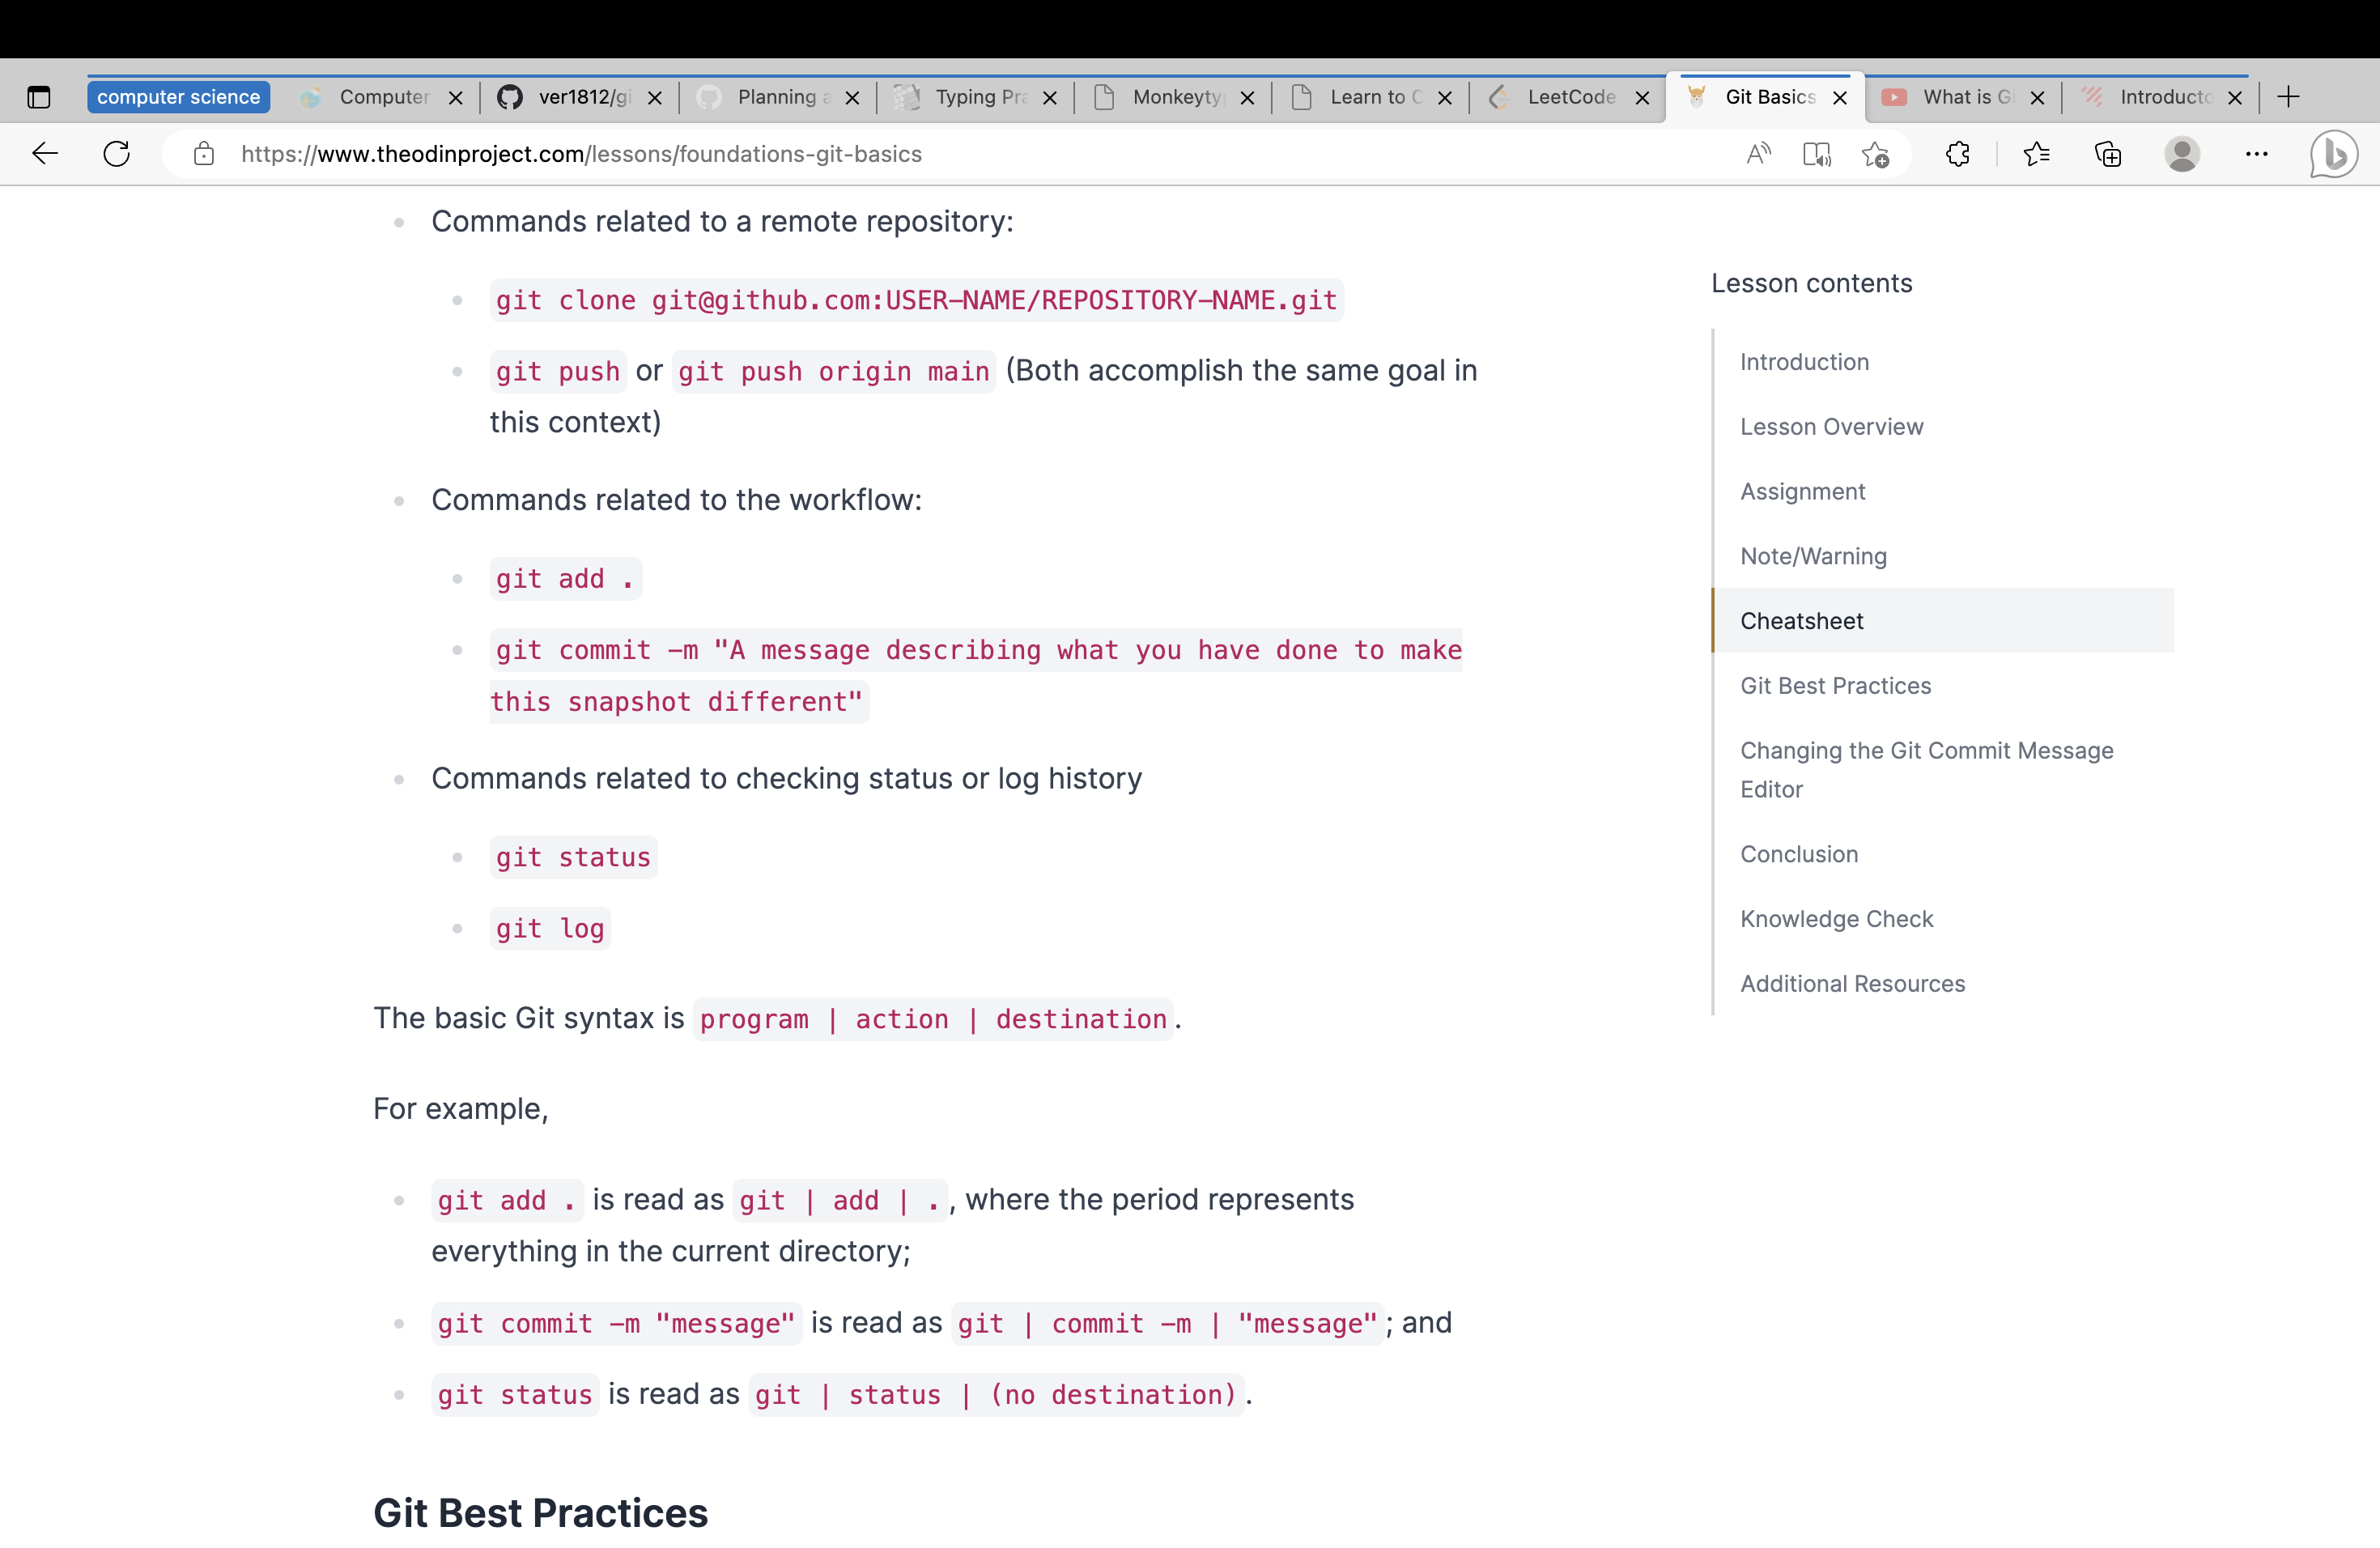 computer science
Computer
ver1812/gi
Planning a
Typing Pra
Monkeyty
Learn to C
LeetCode
Git Basics
What is Gi
Introducto
https://www.theodinproject.com/lessons/foundations-git-basics
Commands related to a remote repository:
git clone git@github.com:USER-NAME/REPOSITORY-NAME.git
git push or git push origin main (Both accomplish the same goal in
this context)
Commands related to the workflow:
git add .
git commit -m "A message describing what you have done to make
this snapshot different"
Commands related to checking status or log history
git status
git log
The basic Git syntax is program | action | destination.
For example,
git add . is read as git | add | ., where the period represents
everything in the current directory;
git commit -m "message" is read as git | commit -m | "message"; and
git status is read as git | status | (no destination).
Git Best Practices
Lesson contents
Introduction
Lesson Overview
Assignment
Note/Warning
Cheatsheet
Git Best Practices
Changing the Git Commit Message
Editor
Conclusion
Knowledge Check
Additional Resources